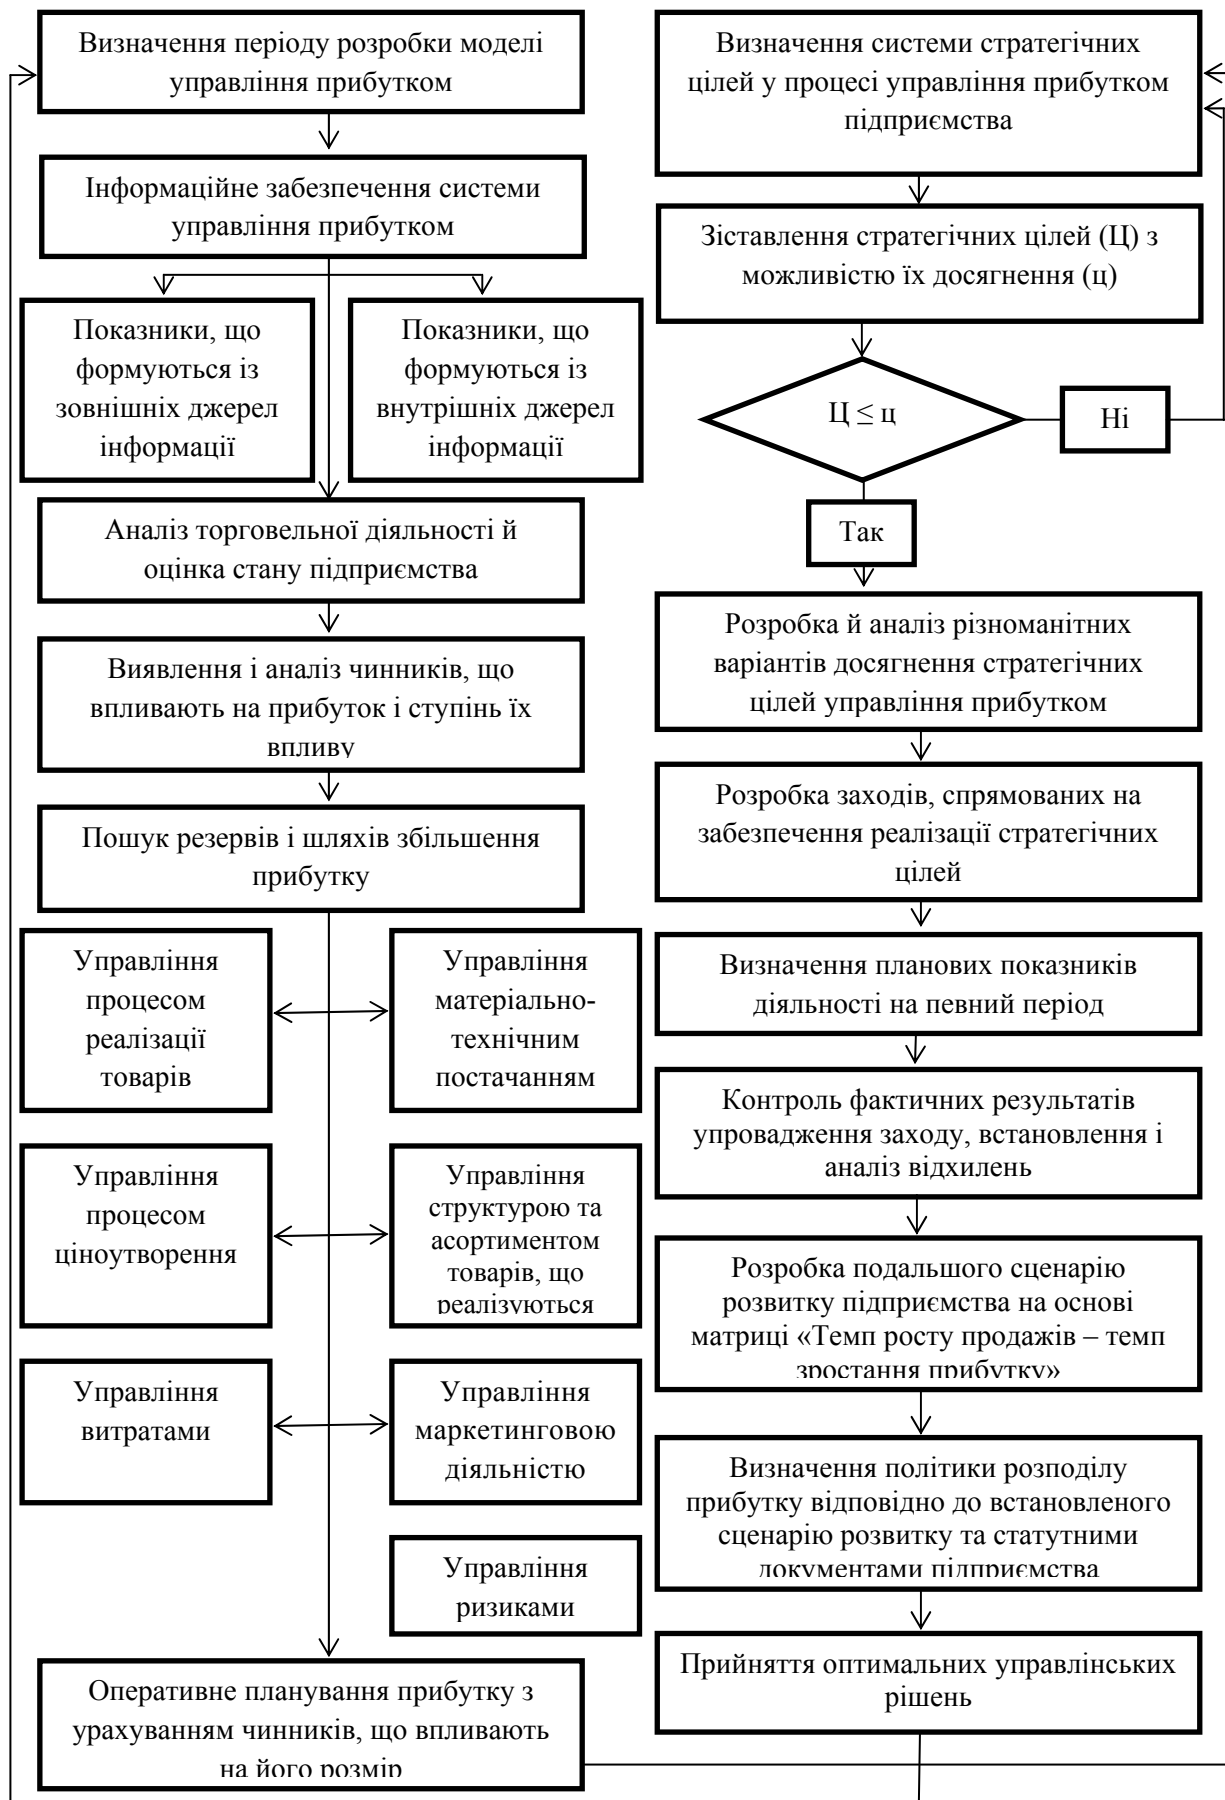 Визначення періоду розробки моделі
управління прибутком
Інформаційне забезпечення системи
управління прибутком
Показники, що
формуються із
зовнішніх джерел
інформації
Показники, що
формуються із
внутрішніх джерел
інформації
Аналіз торговельної діяльності й
оцінка стану підприємства
Виявлення і аналіз чинників, що
впливають на прибуток і ступінь їх
впливу
Пошук резервів і шляхів збільшення
прибутку
Управління
процесом
реалізації
товарів
Управління
матеріально-
технічним
постачанням
Управління
процесом
ціноутворення
Управління
структурою та
асортиментом
товарів, що
реалізуються
Управління
витратами
Управління
маркетинговою
діяльністю
Управління
ризиками
Оперативне планування прибутку з
урахуванням чинників, що впливають
на його розмір
Визначення системи стратегічних
цілей у процесі управління прибутком
підприємства
Зіставлення стратегічних цілей (Ц) з
можливістю їх досягнення (ц)
Ц ≤ ц
Ні
Так
Розробка й аналіз різноманітних
варіантів досягнення стратегічних
цілей управління прибутком
Розробка заходів, спрямованих на
забезпечення реалізації стратегічних
цілей
Визначення планових показників
діяльності на певний період
Контроль фактичних результатів
упровадження заходу, встановлення і
аналіз відхилень
Розробка подальшого сценарію
розвитку підприємства на основі
матриці «Темп росту продажів – темп
зростання прибутку»
Визначення політики розподілу
прибутку відповідно до встановленого
сценарію розвитку та статутними
документами підприємства
Прийняття оптимальних управлінських
рішень